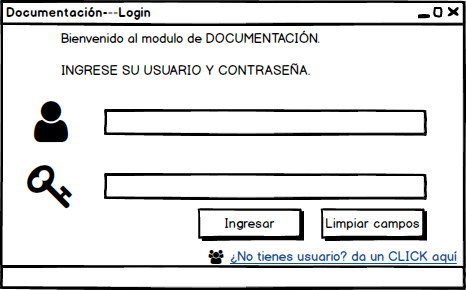 Documentación---Login
Bienvenido al modulo de DOCUMENTACIÓN.
INGRESE SU USUARIO Y CONTRASEÑA.
Ingresar
Limpiar campos
¿No tienes usuario? da un CLICK aquí